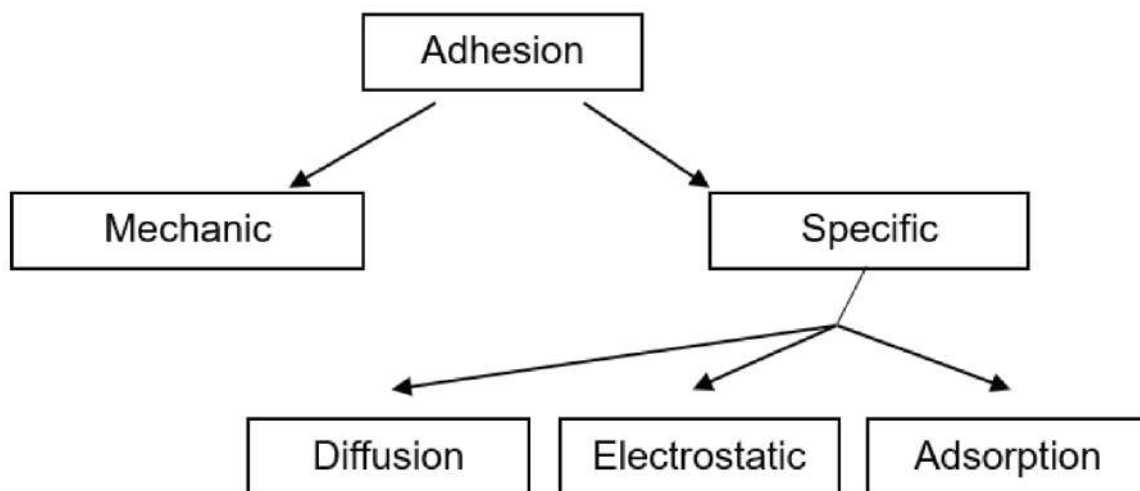 Adhesion
Mechanic
Specific
Diffusion
Electrostatic
Adsorption